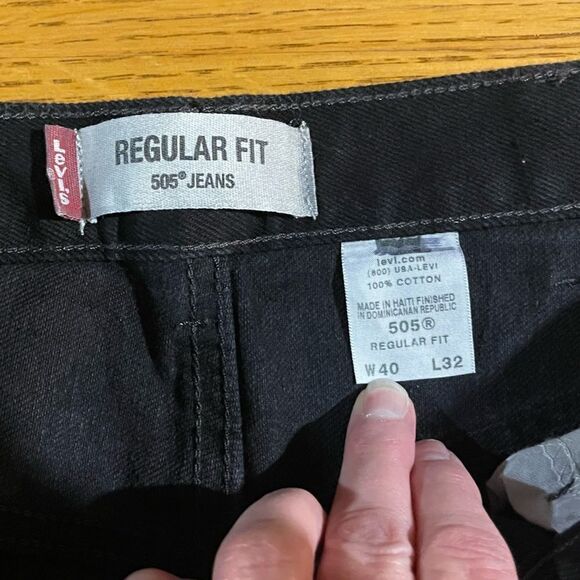 Levi's
REGULAR FIT
505® JEANS
levi.com
(800) USA-LEVI
100% COTTON
MADE IN HAITI FINISHED
IN DOMINICANAN REPUBLIC
505®
REGULAR FIT
W40 L32